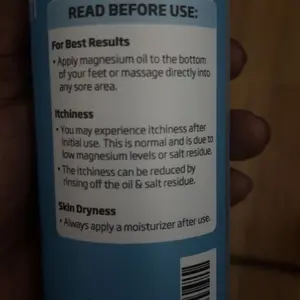 READ BEFORE USE:
For Best Results
• Apply magnesium oil to the bottom
of your feet or massage directly into
any sore area.
Itchiness
• You may experience itchiness after
initial use. This is normal and is due to
low magnesium levels or salt residue.
• The itchiness can be reduced by
rinsing off the oil & salt residue.
Skin Dryness
• Always apply a moisturizer after use.